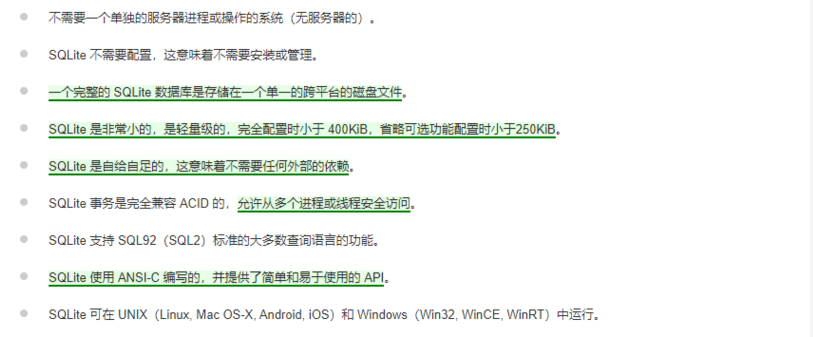 不需要一个单独的服务器进程或操作的系统（无服务器的）。
SQLite 不需要配置，这意味着不需要安装或管理。
一个完整的 SQLite 数据库是存储在一个单一的跨平台的磁盘文件。
SQLite 是非常小的，是轻量级的，完全配置时小于 400KiB，省略可选功能配置时小于250KiB。
SQLite 是自给自足的，这意味着不需要任何外部的依赖。
SQLite 事务是完全兼容 ACID 的，允许从多个进程或线程安全访问。
SQLite 支持 SQL92（SQL2）标准的大多数查询语言的功能。
SQLite 使用 ANSI-C 编写的，并提供了简单和易于使用的 API。
SQLite 可在 UNIX（Linux, Mac OS-X, Android, iOS）和 Windows（Win32, WinCE, WinRT）中运行。